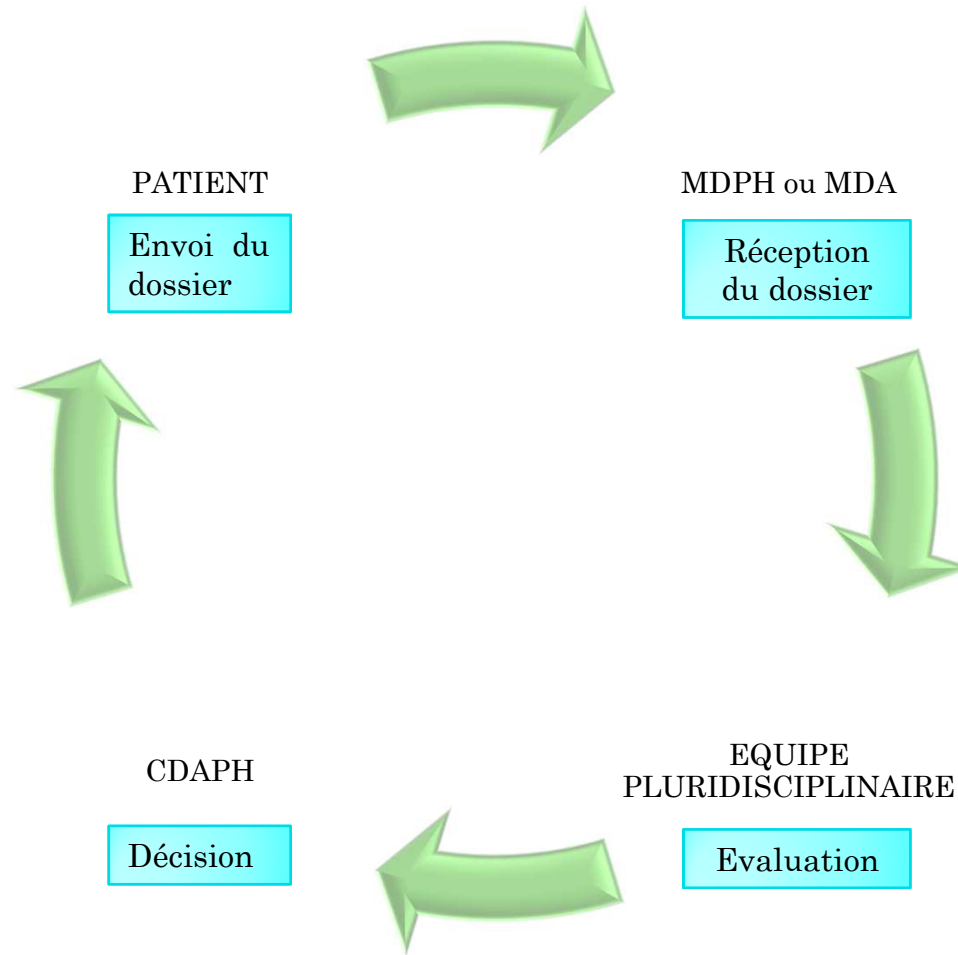 PATIENT
Envoi du
dossier
MDPH ou MDA
Réception
du dossier
EQUIPE
PLURIDISCIPLINAIRE
Evaluation
CDAPH
Décision